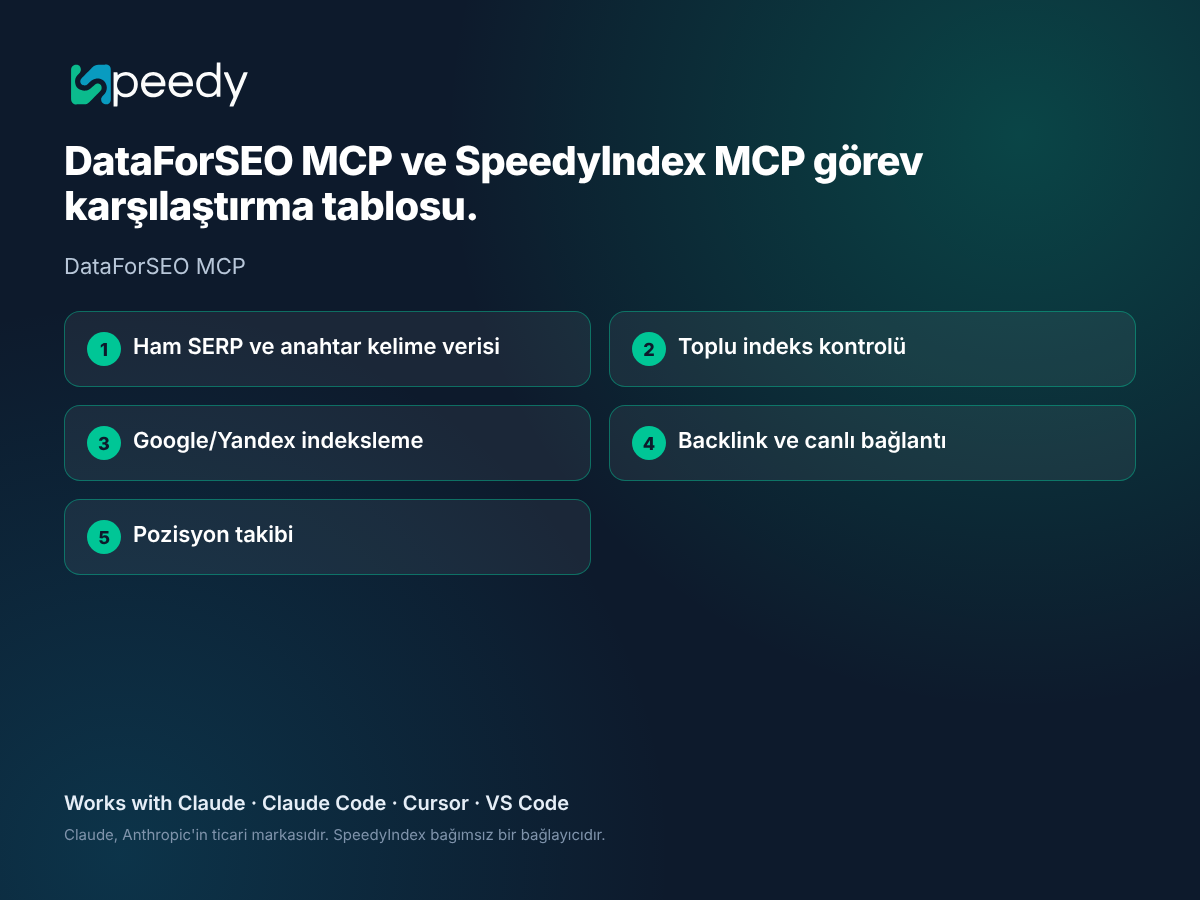 Speedy
DataForSEO MCP ve SpeedyIndex MCP görev
karşılaştırma tablosu.
DataForSEO MCP
1 Ham SERP ve anahtar kelime verisi
2 Toplu indeks kontrolü
3 Google/Yandex indeksleme
4 Backlink ve canlı bağlantı
5 Pozisyon takibi
Works with Claude · Claude Code · Cursor · VS Code
Claude, Anthropic'in ticari markasıdır. SpeedyIndex bağımsız bir bağlayıcıdır.